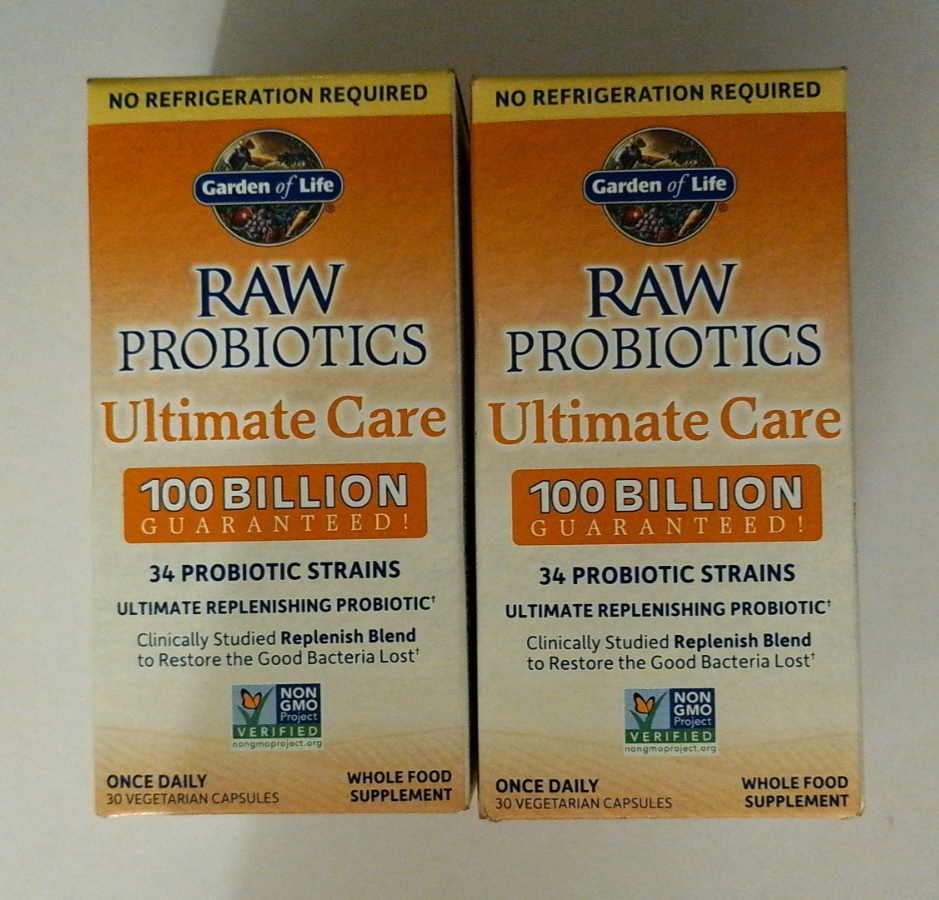 NO REFRIGERATION REQUIRED
Garden of Life
RAW
PROBIOTICS
Ultimate Care
100 BILLION
GUARANTEED!
34 PROBIOTIC STRAINS
ULTIMATE REPLENISHING PROBIOTIC†
Clinically Studied Replenish Blend
to Restore the Good Bacteria Lost†
NON
GMO
Project
VERIFIED
nongmoproject.org
ONCE DAILY
30 VEGETARIAN CAPSULES
WHOLE FOOD
SUPPLEMENT
NO REFRIGERATION REQUIRED
Garden of Life
RAW
PROBIOTICS
Ultimate Care
100 BILLION
GUARANTEED!
34 PROBIOTIC STRAINS
ULTIMATE REPLENISHING PROBIOTIC†
Clinically Studied Replenish Blend
to Restore the Good Bacteria Lost†
NON
GMO
Project
VERIFIED
nongmoproject.org
ONCE DAILY
30 VEGETARIAN CAPSULES
WHOLE FOOD
SUPPLEMENT